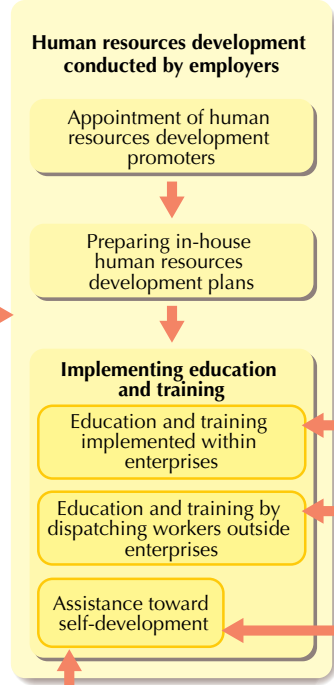 Human resources development
conducted by employers
Appointment of human
resources development
promoters
Preparing in-house
human resources
development plans
Implementing education
and training
Education and training
implemented within
enterprises
Education and training by
dispatching workers outside
enterprises
Assistance toward
self-development